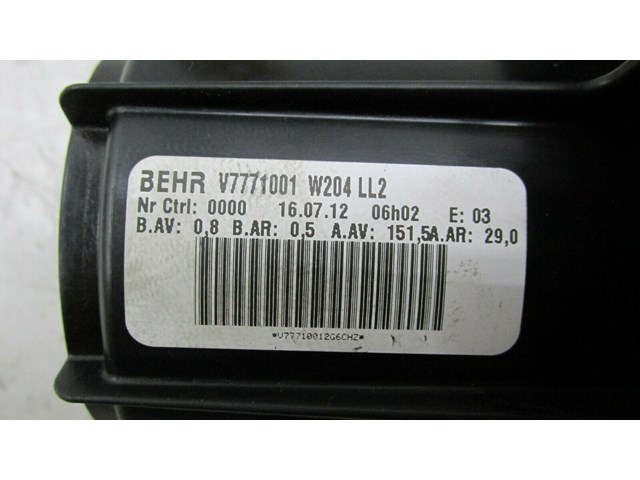 BEHR V7771001 W204 LL2
Nr Ctrl: 0000 16.07.12 06h02 E: 03
B.AV: 0,8 B.AR: 0,5 A.AV: 151,5A.AR: 29,0
*V77710012G6CHZ*